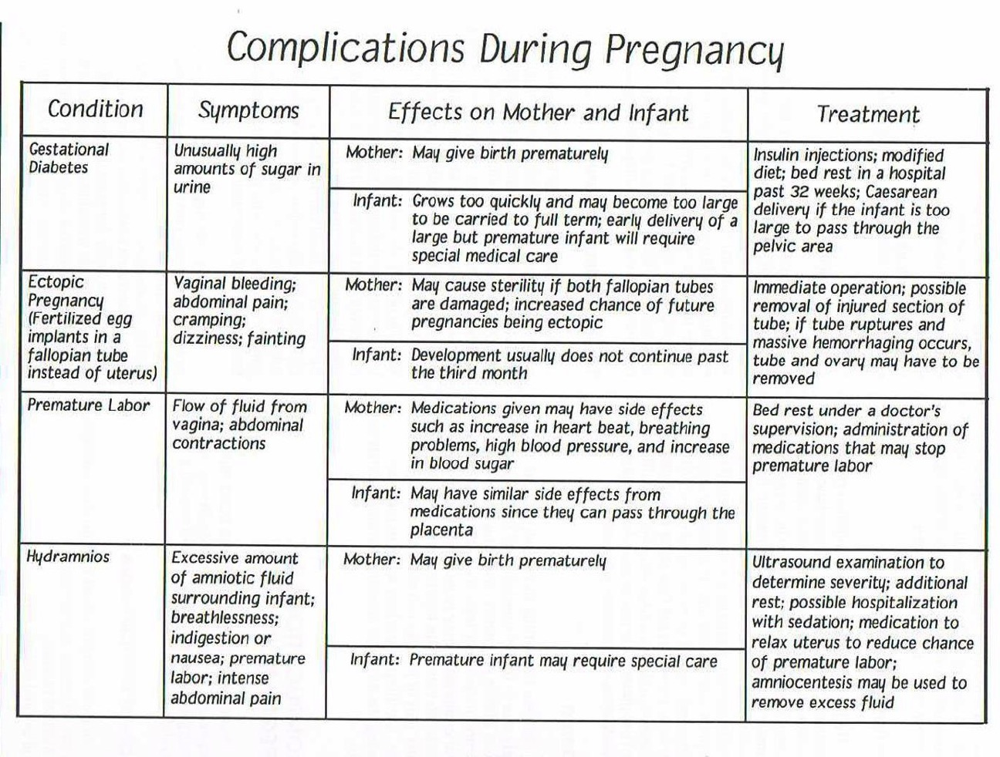 Complications During Pregnancy
Condition
Symptoms
Effects on Mother and Infant
Treatment
Gestational
Diabetes
Unusually high
amounts of sugar in
urine
Mother: May give birth prematurely
Infant: Grows too quickly and may become too large
to be carried to full term; early delivery of a
large but premature infant will require
special medical care
Insulin injections; modified
diet; bed rest in a hospital
past 32 weeks; Caesarean
delivery if the infant is too
large to pass through the
pelvic area
Ectopic
Pregnancy
(Fertilized egg
implants in a
fallopian tube
instead of uterus)
Vaginal bleeding;
abdominal pain;
cramping;
dizziness; fainting
Mother: May cause sterility if both fallopian tubes
are damaged; increased chance of future
pregnancies being ectopic
Infant: Development usually does not continue past
the third month
Immediate operation; possible
removal of injured section of
tube; if tube ruptures and
massive hemorrhaging occurs,
tube and ovary may have to be
removed
Premature Labor
Flow of fluid from
vagina; abdominal
contractions
Mother: Medications given may have side effects
such as increase in heart beat, breathing
problems, high blood pressure, and increase
in blood sugar
Infant: May have similar side effects from
medications since they can pass through the
placenta
Bed rest under a doctor's
supervision; administration of
medications that may stop
premature labor
Hydramnios
Excessive amount
of amniotic fluid
surrounding infant;
breathlessness;
indigestion or
nausea; premature
labor; intense
abdominal pain
Mother: May give birth prematurely
Infant: Premature infant may require special care
Ultrasound examination to
determine severity; additional
rest; possible hospitalization
with sedation; medication to
relax uterus to reduce chance
of premature labor;
amniocentesis may be used to
remove excess fluid